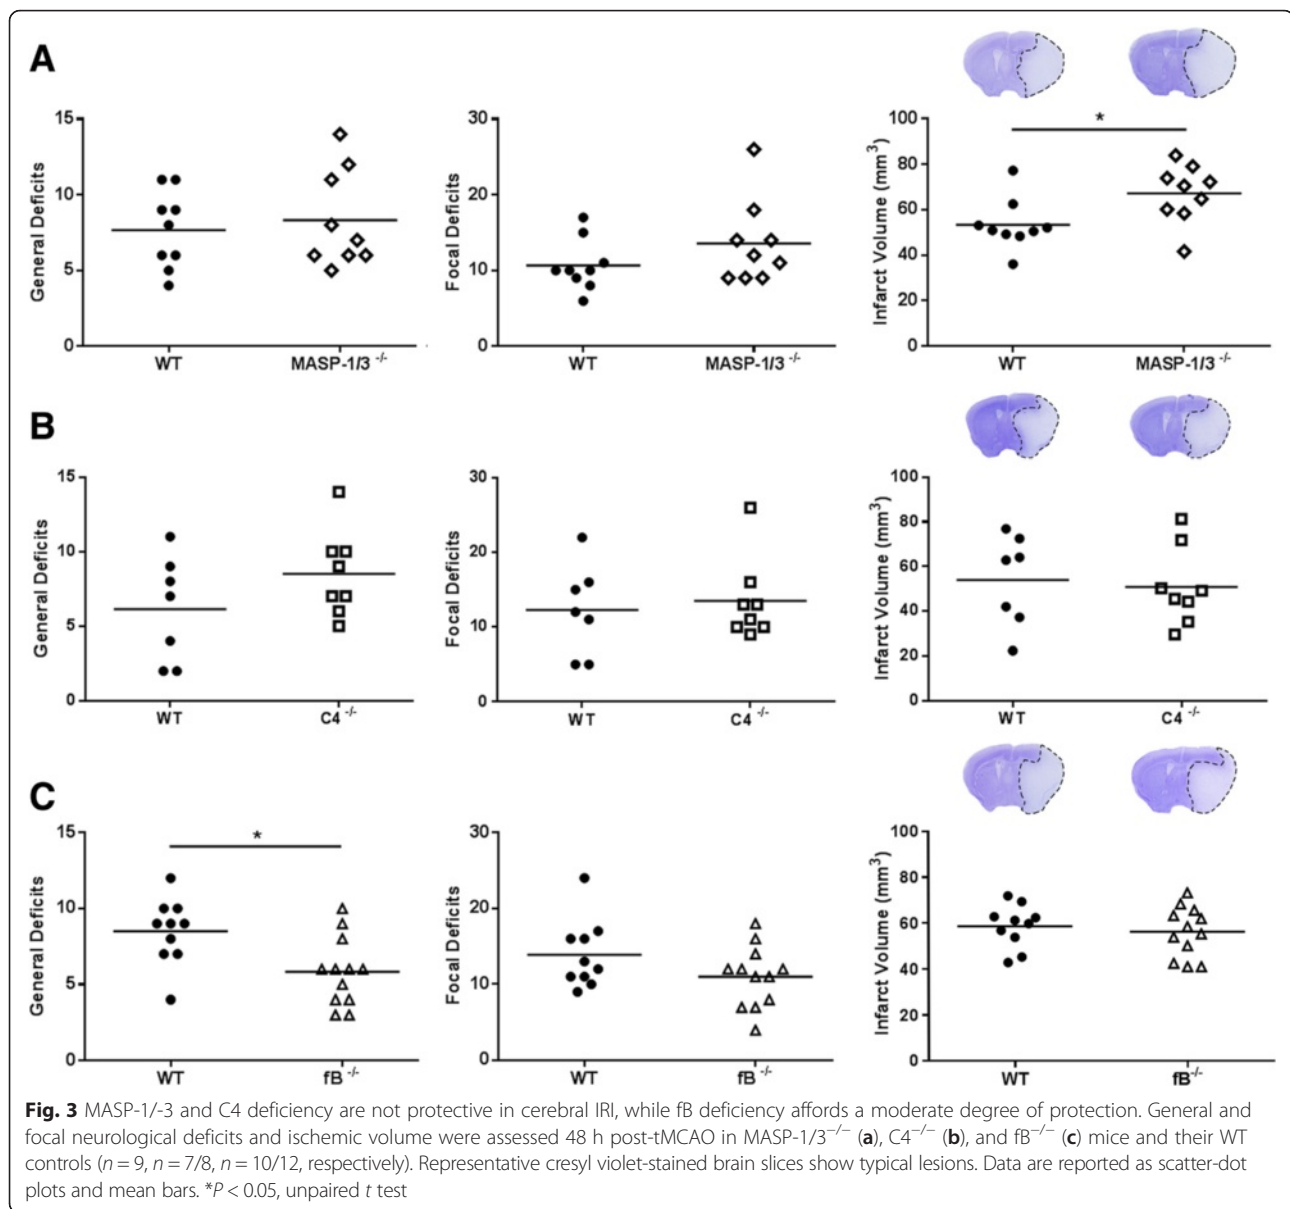 A
15
10
5
0
General Deficits
WT
MASP-1/3 -/-
30
20
10
0
Focal Deficits
WT
MASP-1/3 -/-
100
80
60
40
20
0
Infarct Volume (mm3)
*
WT
MASP-1/3 -/-
B
15
10
5
0
General Deficits
WT
C4 -/-
30
20
10
0
Focal Deficits
WT
C4 -/-
100
80
60
40
20
0
Infarct Volume (mm3)
WT
C4 -/-
C
15
10
5
0
General Deficits
*
WT
fB -/-
30
20
10
0
Focal Deficits
WT
fB -/-
100
80
60
40
20
0
Infarct Volume (mm3)
WT
fB-/-
Fig. 3 MASP-1/-3 and C4 deficiency are not protective in cerebral IRI, while fB deficiency affords a moderate degree of protection. General and
focal neurological deficits and ischemic volume were assessed 48 h post-tMCAO in MASP-1/3−/− (a), C4−/− (b), and fB−/− (c) mice and their WT
controls (n = 9, n = 7/8, n = 10/12, respectively). Representative cresyl violet-stained brain slices show typical lesions. Data are reported as scatter-dot
plots and mean bars. *P < 0.05, unpaired t test